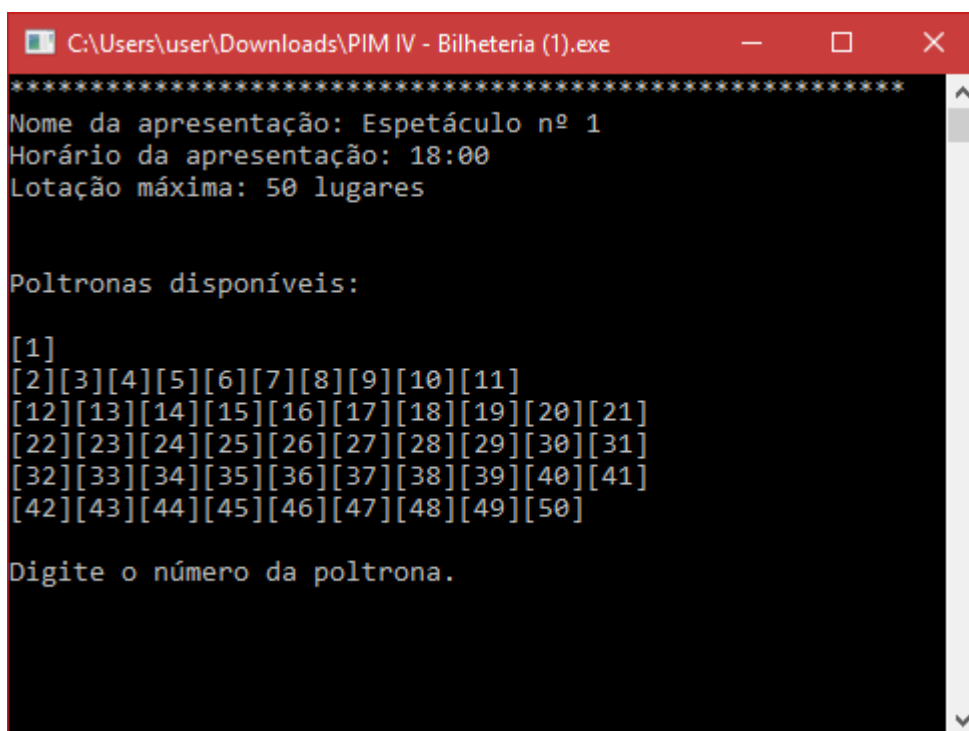 C:\Users\user\Downloads\PIM IV - Bilheteria (1).exe
********************************************************
Nome da apresentação: Espetáculo nº 1
Horário da apresentação: 18:00
Lotação máxima: 50 lugares
Poltronas disponíveis:
[1]
[2][3][4][5][6][7][8][9][10][11]
[12][13][14][15][16][17][18][19][20][21]
[22][23][24][25][26][27][28][29][30][31]
[32][33][34][35][36][37][38][39][40][41]
[42][43][44][45][46][47][48][49][50]
Digite o número da poltrona.